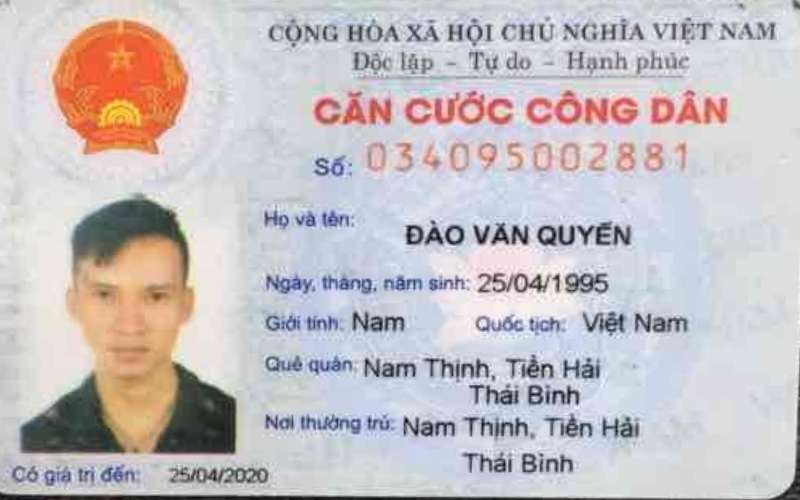 CỘNG HÒA XÃ HỘI CHỦ NGHĨA VIỆT NAM
Độc lập - Tự do - Hạnh phúc
CĂN CƯỚC CÔNG DÂN
Số: 034095002881
Họ và tên:
ĐÀO VĂN QUYẾN
Ngày, tháng, năm sinh: 25/04/1995
Giới tính: Nam Quốc tịch: Việt Nam
Quê quán: Nam Thịnh, Tiền Hải
Thái Bình
Nơi thường trú: Nam Thịnh, Tiền Hải
Thái Bình
Có giá trị đến: 25/04/2020